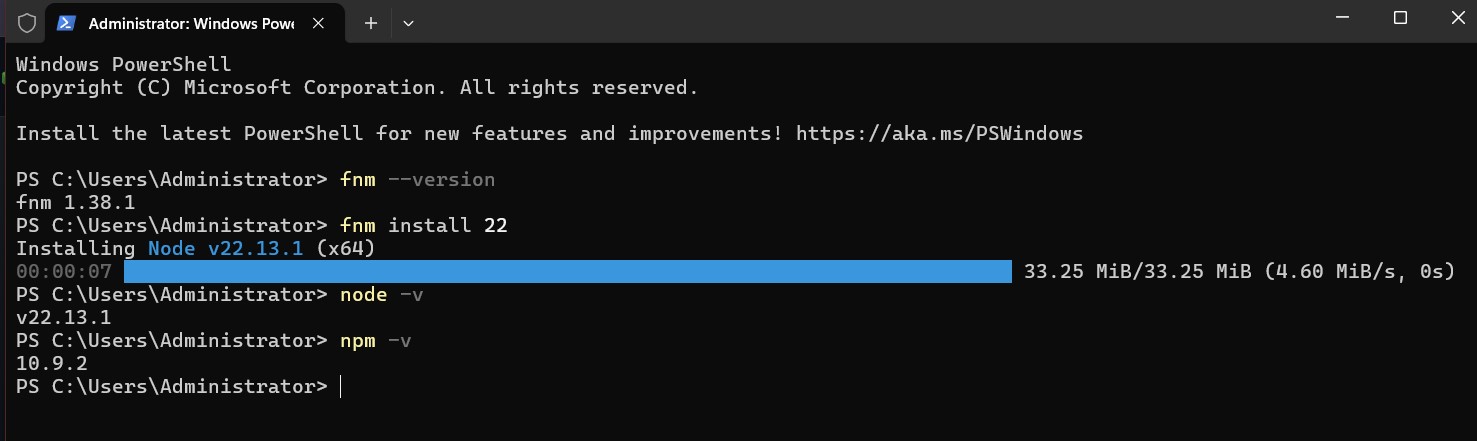 Administrator: Windows Powe
Windows PowerShell
Copyright (C) Microsoft Corporation. All rights reserved.
Install the latest PowerShell for new features and improvements! https://aka.ms/PSWindows
PS C:\Users\Administrator> fnm --version
fnm 1.38.1
PS C:\Users\Administrator> fnm install 22
Installing Node v22.13.1 (x64)
00:00:07 33.25 MiB/33.25 MiB (4.60 MiB/s, 0s)
PS C:\Users\Administrator> node -v
v22.13.1
PS C:\Users\Administrator> npm -v
10.9.2
PS C:\Users\Administrator>